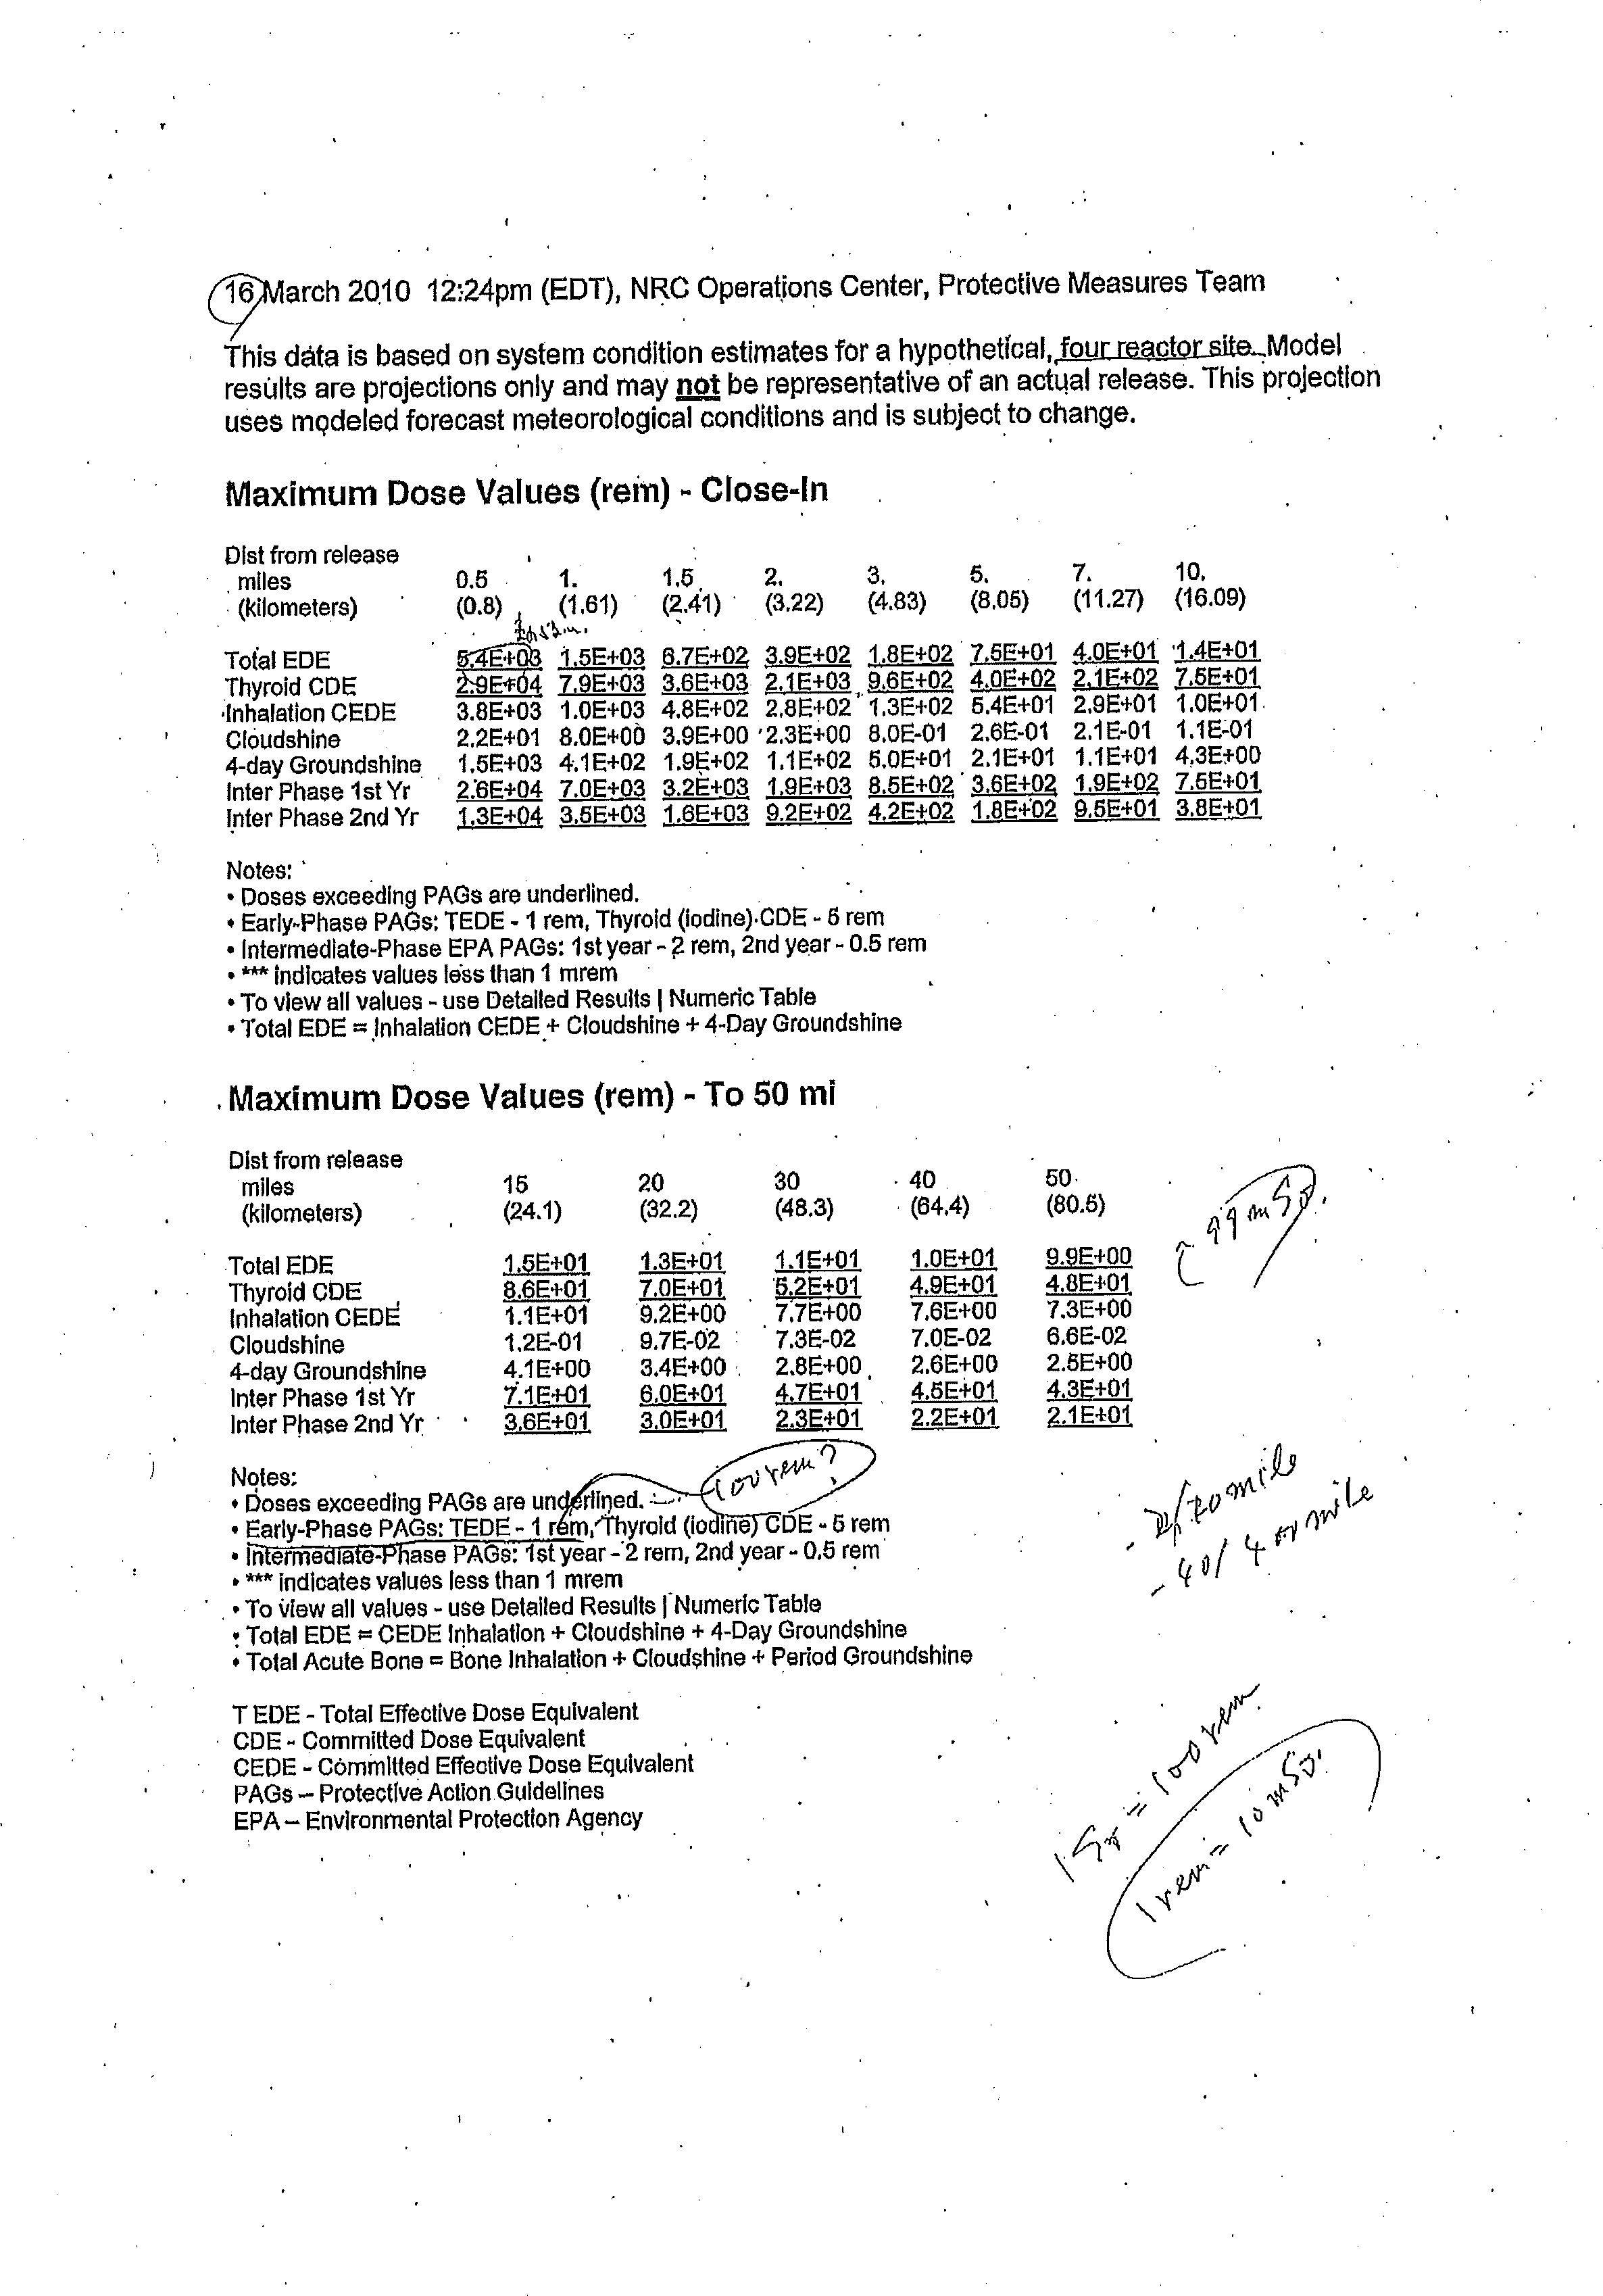 16 March 2010 12:24pm (EDT), NRC Operations Center, Protective Measures Team
This data is based on system condition estimates for a hypothetical, four reactor site. Model
results are projections only and may not be representative of an actual release. This projection
uses modeled forecast meteorological conditions and is subject to change.
Maximum Dose Values (rem) - Close-In
Dist from release
miles 0.5 1. 1.5 2. 3. 5. 7. 10.
(kilometers) (0.8) (1.61) (2.41) (3.22) (4.83) (8.05) (11.27) (16.09)
Total EDE 5.4E+03 1.5E+03 6.7E+02 3.9E+02 1.8E+02 7.5E+01 4.0E+01 1.4E+01
Thyroid CDE 2.9E+04 7.9E+03 3.6E+03 2.1E+03 9.6E+02 4.0E+02 2.1E+02 7.5E+01
Inhalation CEDE 3.8E+03 1.0E+03 4.8E+02 2.8E+02 1.3E+02 5.4E+01 2.9E+01 1.0E+01
Cloudshine 2.2E+01 8.0E+00 3.9E+00 2.3E+00 8.0E-01 2.6E-01 2.1E-01 1.1E-01
4-day Groundshine 1.5E+03 4.1E+02 1.9E+02 1.1E+02 5.0E+01 2.1E+01 1.1E+01 4.3E+00
Inter Phase 1st Yr 2.6E+04 7.0E+03 3.2E+03 1.9E+03 8.5E+02 3.6E+02 1.9E+02 7.5E+01
Inter Phase 2nd Yr 1.3E+04 3.5E+03 1.6E+03 9.2E+02 4.2E+02 1.8E+02 9.5E+01 3.8E+01
Notes:
• Doses exceeding PAGs are underlined.
• Early-Phase PAGs: TEDE - 1 rem, Thyroid (iodine) CDE - 5 rem
• Intermediate-Phase EPA PAGs: 1st year - 2 rem, 2nd year - 0.5 rem
• *** indicates values less than 1 mrem
• To view all values - use Detailed Results | Numeric Table
• Total EDE = Inhalation CEDE + Cloudshine + 4-Day Groundshine
Maximum Dose Values (rem) - To 50 mi
Dist from release
miles 15 20 30 40 50
(kilometers) (24.1) (32.2) (48.3) (64.4) (80.5)
99 mSv.
Total EDE 1.5E+01 1.3E+01 1.1E+01 1.0E+01 9.9E+00
Thyroid CDE 8.6E+01 7.0E+01 5.2E+01 4.9E+01 4.8E+01
Inhalation CEDE 1.1E+01 9.2E+00 7.7E+00 7.6E+00 7.3E+00
Cloudshine 1.2E-01 9.7E-02 7.3E-02 7.0E-02 6.6E-02
4-day Groundshine 4.1E+00 3.4E+00 2.8E+00 2.6E+00 2.5E+00
Inter Phase 1st Yr 7.1E+01 6.0E+01 4.7E+01 4.5E+01 4.3E+01
Inter Phase 2nd Yr 3.6E+01 3.0E+01 2.3E+01 2.2E+01 2.1E+01
100 rem?
Notes:
• Doses exceeding PAGs are underlined.
• Early-Phase PAGs: TEDE - 1 rem, Thyroid (iodine) CDE - 5 rem
• Intermediate-Phase PAGs: 1st year - 2 rem, 2nd year - 0.5 rem
• *** indicates values less than 1 mrem
• To view all values - use Detailed Results | Numeric Table
• Total EDE = CEDE Inhalation + Cloudshine + 4-Day Groundshine
• Total Acute Bone = Bone Inhalation + Cloudshine + Period Groundshine
mile
mile
T EDE - Total Effective Dose Equivalent
CDE - Committed Dose Equivalent
CEDE - Committed Effective Dose Equivalent
PAGs – Protective Action Guidelines
EPA – Environmental Protection Agency
1 Sv = 100 rem
1 rem = 10 mSv.